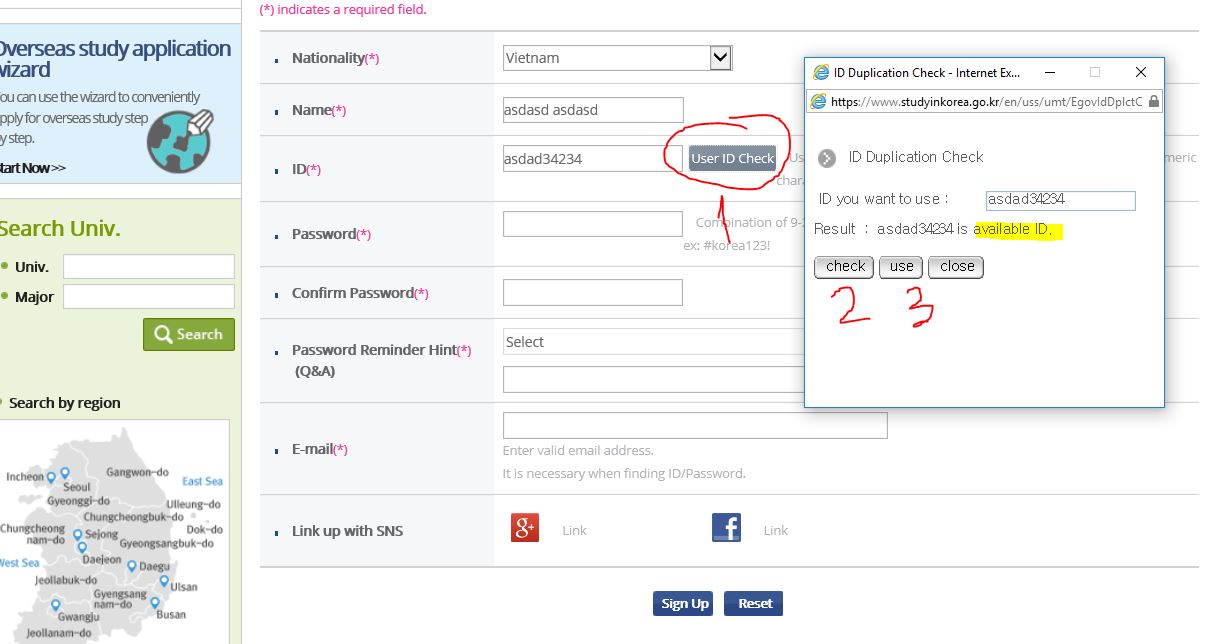 (*) indicates a required field.
Overseas study application
wizard
You can use the wizard to conveniently
apply for overseas study step
by step.
Start Now >>
Search Univ.
Univ.
Major
Search
Search by region
Incheon
Seoul
Gyeonggi-do
Gangwon-do
East Sea
Ulleung-do
Chungcheongbuk-do
Chungcheong
nam-do
Sejong
Dok-do
Gyeongsangbuk-do
West Sea
Daejeon
Daegu
Jeollabuk-do
Ulsan
Gyengsang
nam-do
Gwangju
Busan
Jeollanam-do
Nationality(*)
Vietnam
Name(*)
asdasd asdasd
ID(*)
asdad34234
User ID Check
Us
meric
chara
1
Password(*)
Combination of 9-2
ex: #korea123!
Confirm Password(*)
Password Reminder Hint(*)
(Q&A)
Select
E-mail(*)
Enter valid email address.
It is necessary when finding ID/Password.
Link up with SNS
g+
Link
f
Link
Sign Up
Reset
ID Duplication Check - Internet Ex...
https://www.studyinkorea.go.kr/en/uss/umt/EgovIdDplctC
ID Duplication Check
ID you want to use :
asdad34234
Result : asdad34234 is available ID.
check
use
close
2
3